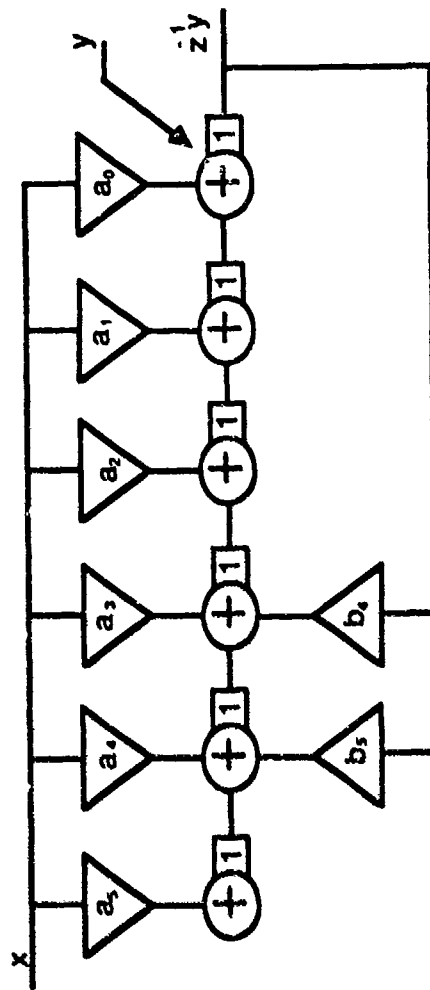 x
a₅
a₄
a₃
a₂
a₁
a₀
y
+ 1
+ 1
+ 1
+ 1
+ 1
+ 1
z⁻¹y
b₅
b₄